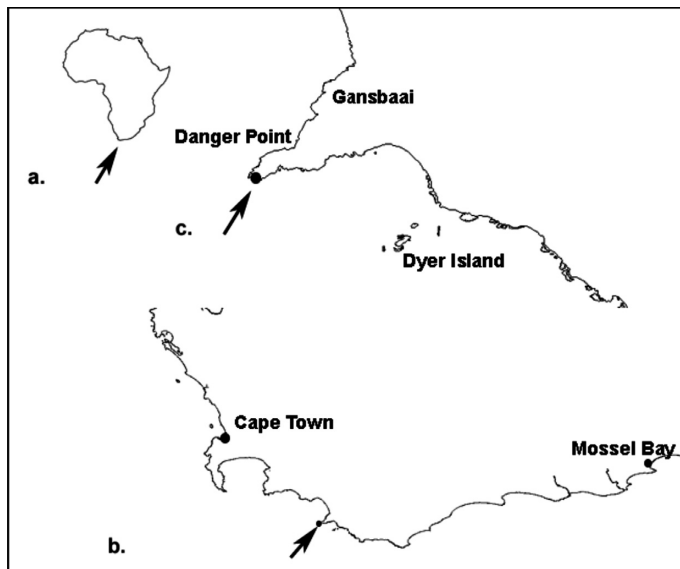 Gansbaai
Danger Point
a.
c.
Dyer Island
Cape Town
Mossel Bay
b.